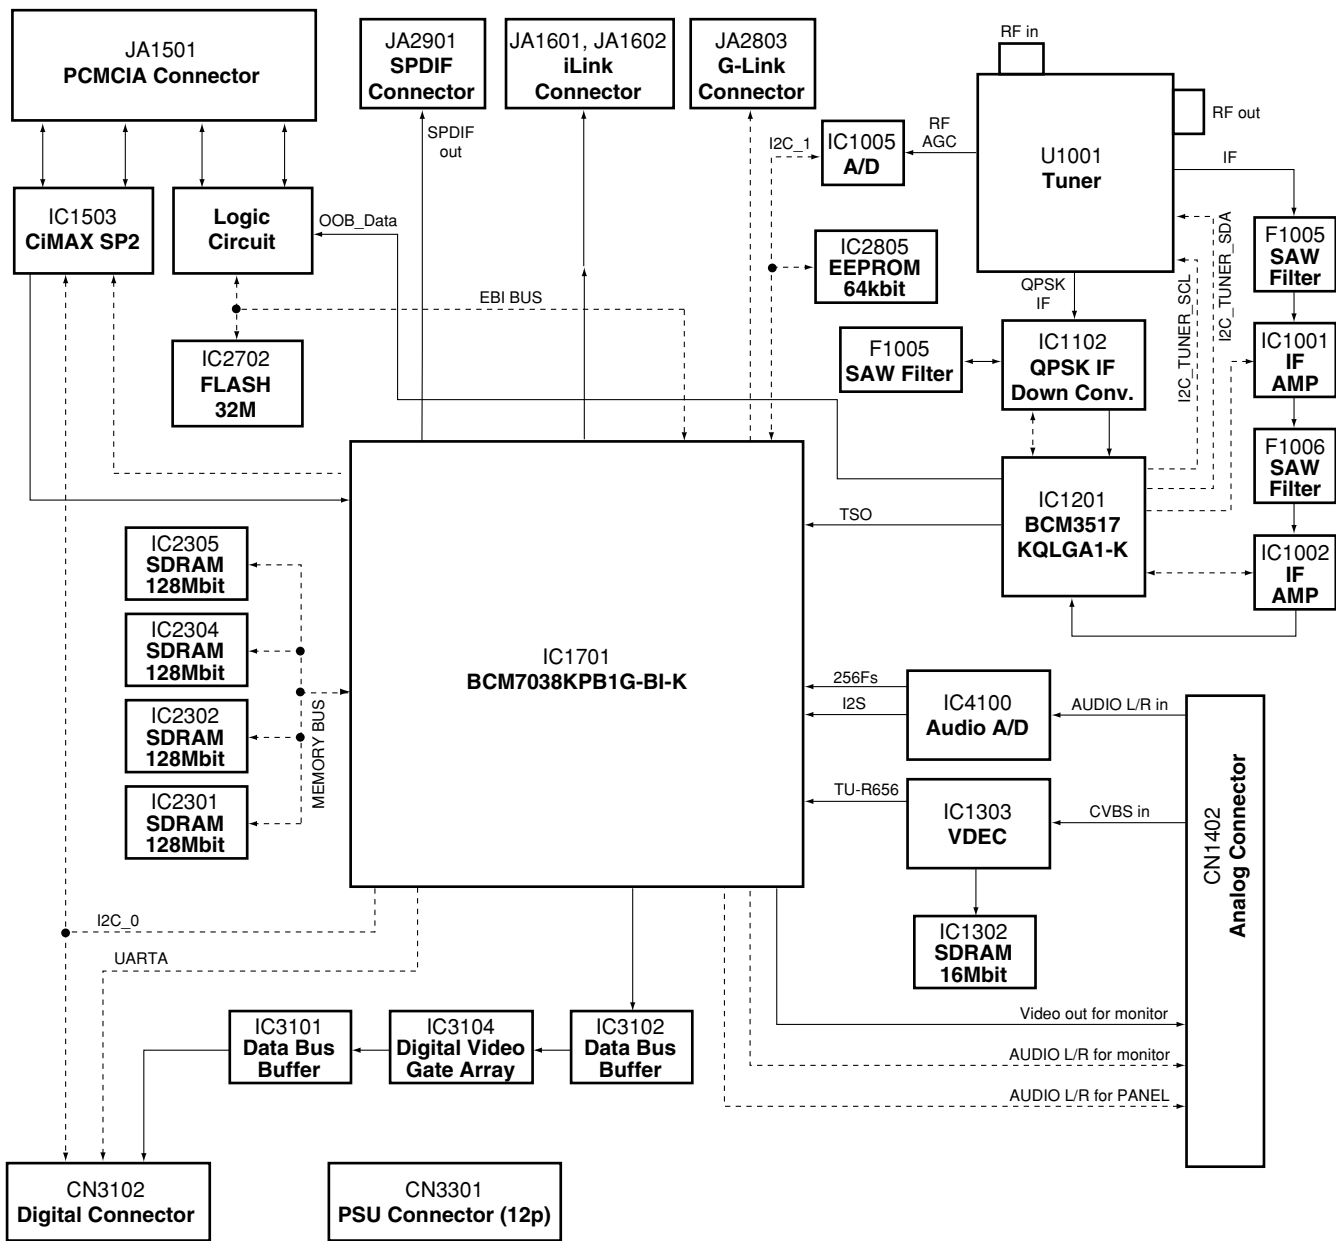 JA1501
PCMCIA Connector
JA2901
SPDIF
Connector
JA1601, JA1602
iLink
Connector
JA2803
G-Link
Connector
RF in
RF out
U1001
Tuner
RF
AGC
IC1005
A/D
I2C_1
SPDIF
out
IF
IC1503
CiMAX SP2
Logic
Circuit
OOB_Data
IC2805
EEPROM
64kbit
F1005
SAW
Filter
QPSK
IF
I2C_TUNER_SCL
I2C_TUNER_SDA
EBI BUS
IC2702
FLASH
32M
F1005
SAW Filter
IC1102
QPSK IF
Down Conv.
IC1001
IF
AMP
F1006
SAW
Filter
IC1201
BCM3517
KQLGA1-K
TSO
IC1002
IF
AMP
IC2305
SDRAM
128Mbit
IC2304
SDRAM
128Mbit
IC2302
SDRAM
128Mbit
IC2301
SDRAM
128Mbit
MEMORY BUS
IC1701
BCM7038KPB1G-BI-K
256Fs
I2S
IC4100
Audio A/D
AUDIO L/R in
TU-R656
IC1303
VDEC
CVBS in
CN1402
Analog Connector
IC1302
SDRAM
16Mbit
I2C_0
UARTA
Video out for monitor
AUDIO L/R for monitor
AUDIO L/R for PANEL
IC3101
Data Bus
Buffer
IC3104
Digital Video
Gate Array
IC3102
Data Bus
Buffer
CN3102
Digital Connector
CN3301
PSU Connector (12p)